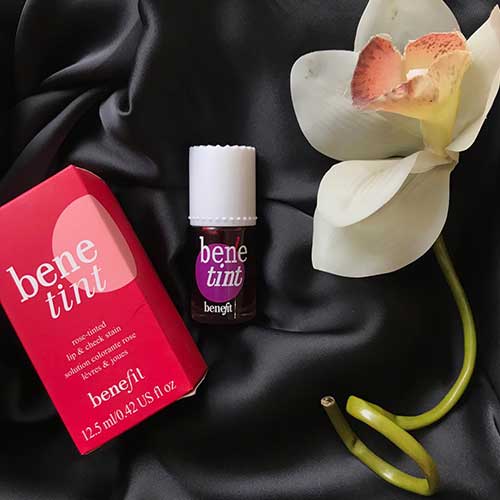 bene
tint
rose-tinted
lip & cheek stain
solution colorante rose
lèvres & joues
benefit
12.5 ml/0.42 US fl oz
bene
tint
benefit